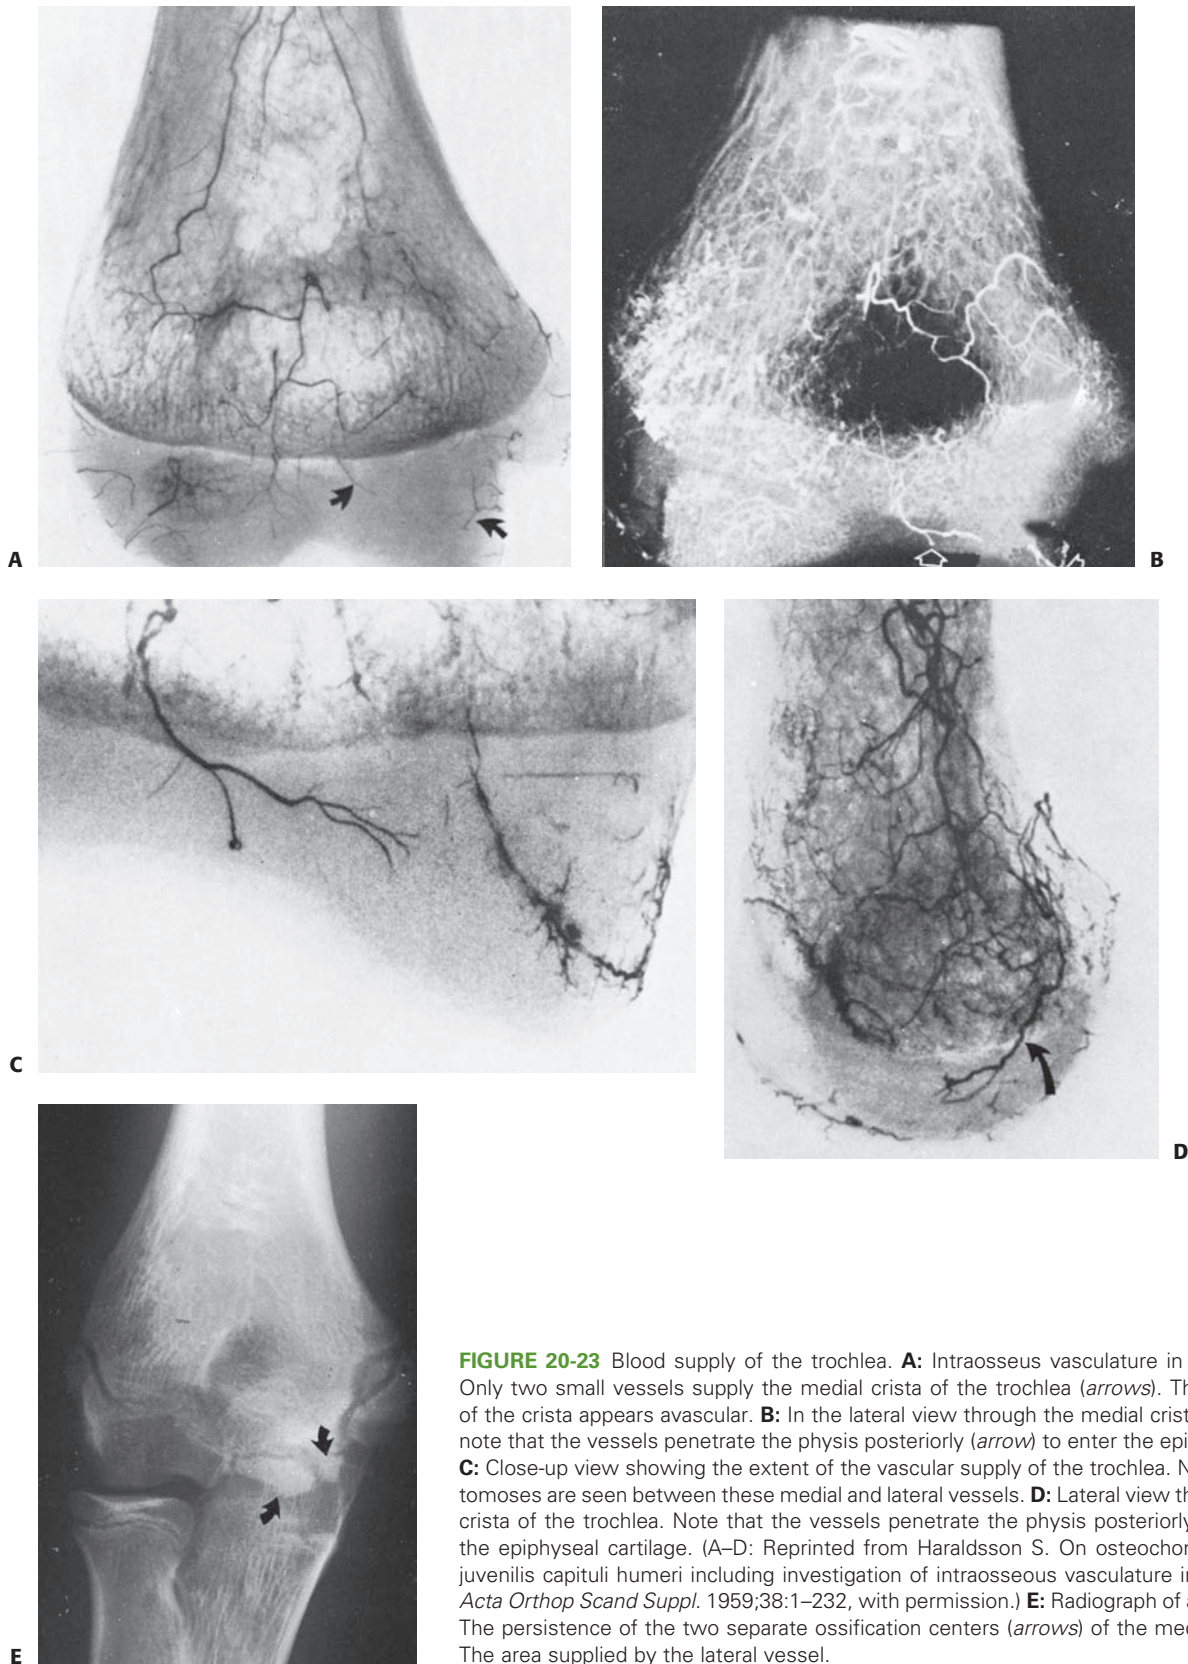 A
B
C
D
E
FIGURE 20-23 Blood supply of the trochlea. A: Intraosseus vasculature in
Only two small vessels supply the medial crista of the trochlea (arrows). Th
of the crista appears avascular. B: In the lateral view through the medial crist
note that the vessels penetrate the physis posteriorly (arrow) to enter the epi
C: Close-up view showing the extent of the vascular supply of the trochlea. N
tomoses are seen between these medial and lateral vessels. D: Lateral view th
crista of the trochlea. Note that the vessels penetrate the physis posteriorly
the epiphyseal cartilage. (A–D: Reprinted from Haraldsson S. On osteochon
juvenilis capituli humeri including investigation of intraosseous vasculature i
Acta Orthop Scand Suppl. 1959;38:1–232, with permission.) E: Radiograph of a
The persistence of the two separate ossification centers (arrows) of the med
The area supplied by the lateral vessel.